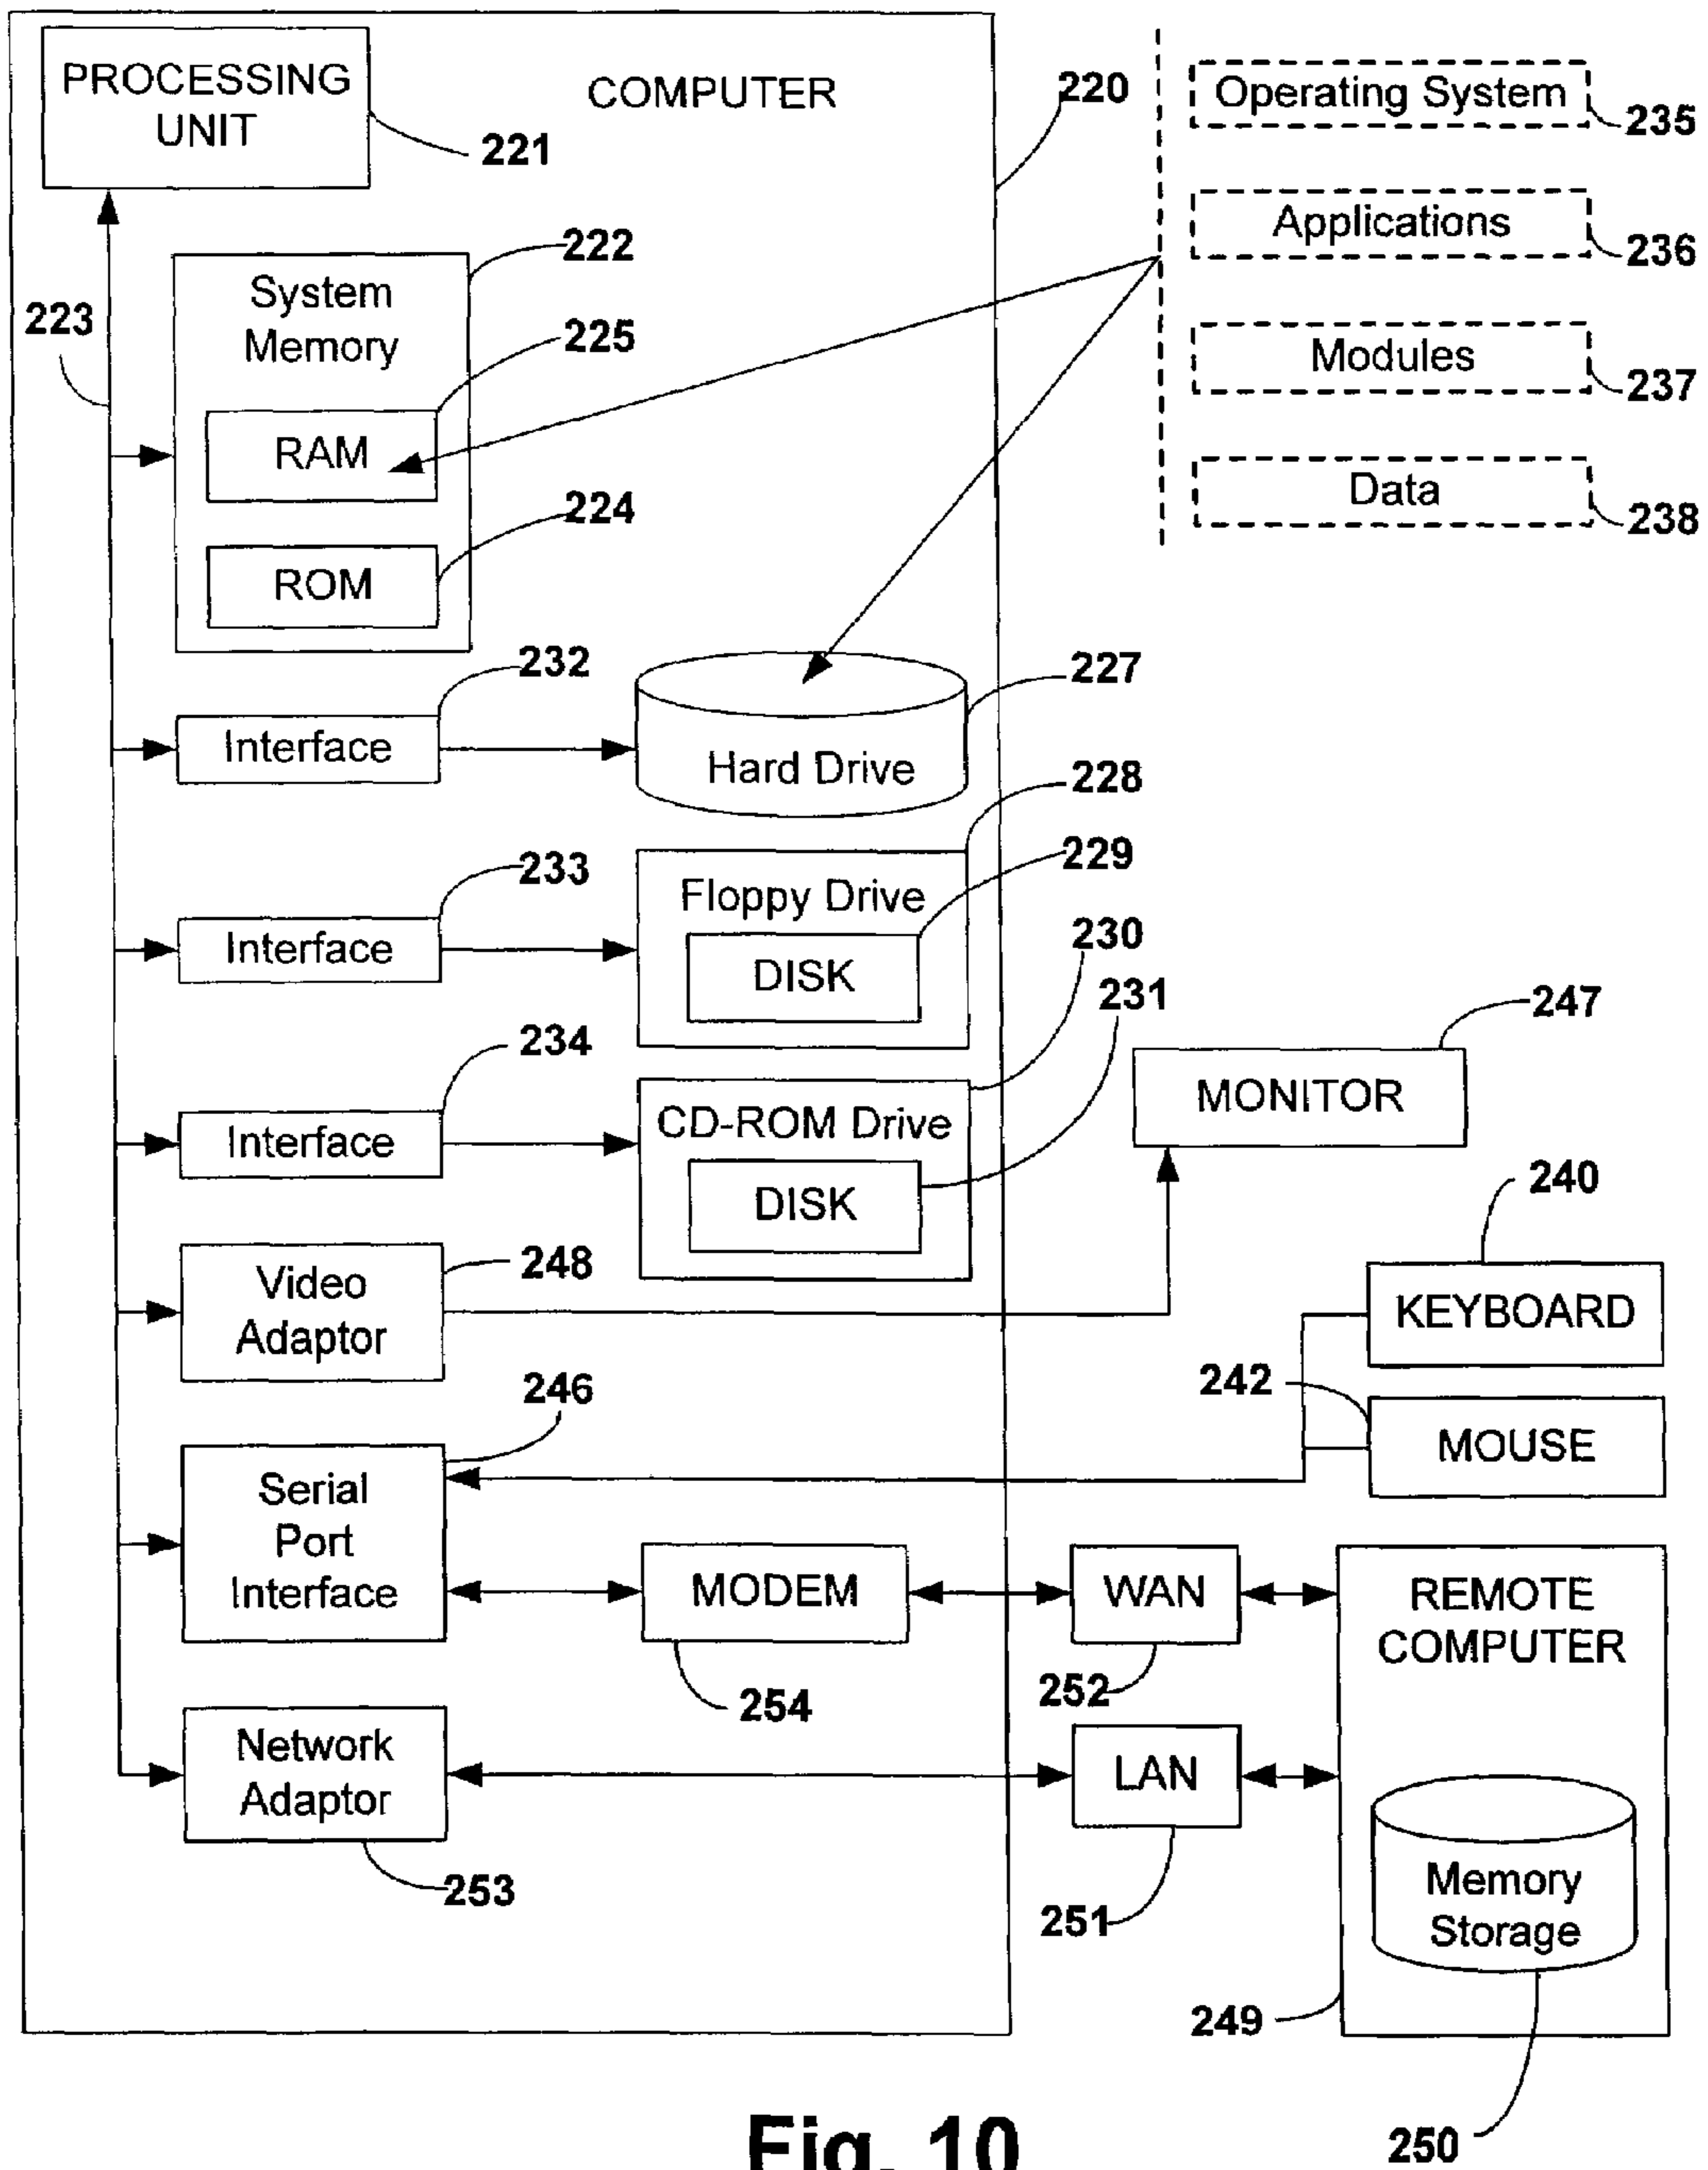 PROCESSING
UNIT
221
COMPUTER
220
Operating System
235
Applications
236
Modules
237
Data
238
223
222
System
Memory
225
RAM
224
ROM
232
Interface
227
Hard Drive
228
233
Interface
229
Floppy Drive
DISK
230
231
234
Interface
CD-ROM Drive
DISK
247
MONITOR
240
KEYBOARD
248
Video
Adaptor
242
MOUSE
246
Serial
Port
Interface
MODEM
254
WAN
252
REMOTE
COMPUTER
Network
Adaptor
253
LAN
251
Memory
Storage
249
250
Fig. 10